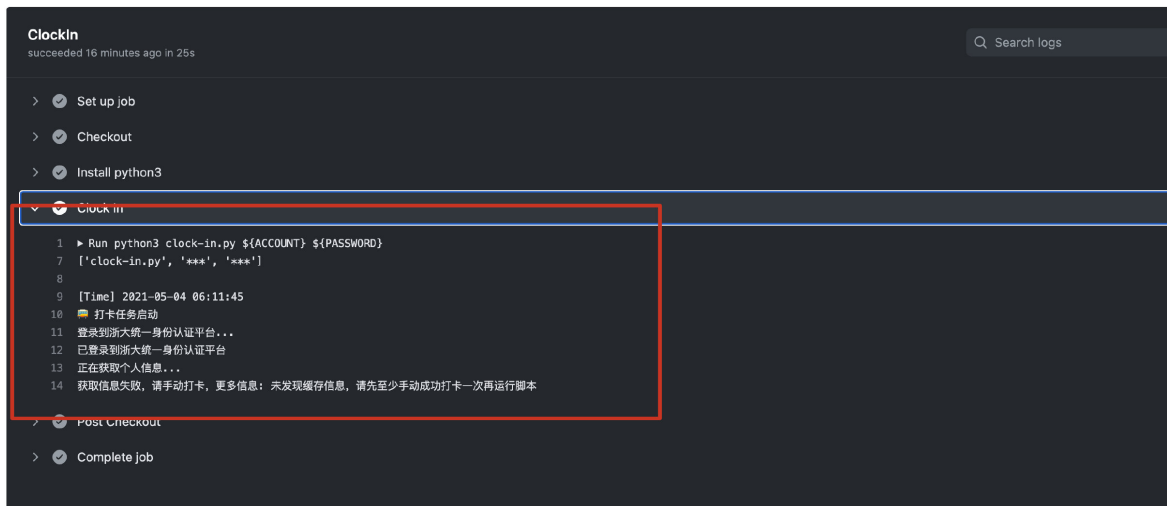 ClockIn
succeeded 16 minutes ago in 25s
Search logs
Set up job
Checkout
Install python3
Clock In
1 ▶ Run python3 clock-in.py ${ACCOUNT} ${PASSWORD}
7 ['clock-in.py', '***', '***']
8
9 [Time] 2021-05-04 06:11:45
10 🚌 打卡任务启动
11 登录到浙大统一身份认证平台...
12 已登录到浙大统一身份认证平台
13 正在获取个人信息...
14 获取信息失败，请手动打卡，更多信息: 未发现缓存信息，请先至少手动成功打卡一次再运行脚本
Post Checkout
Complete job